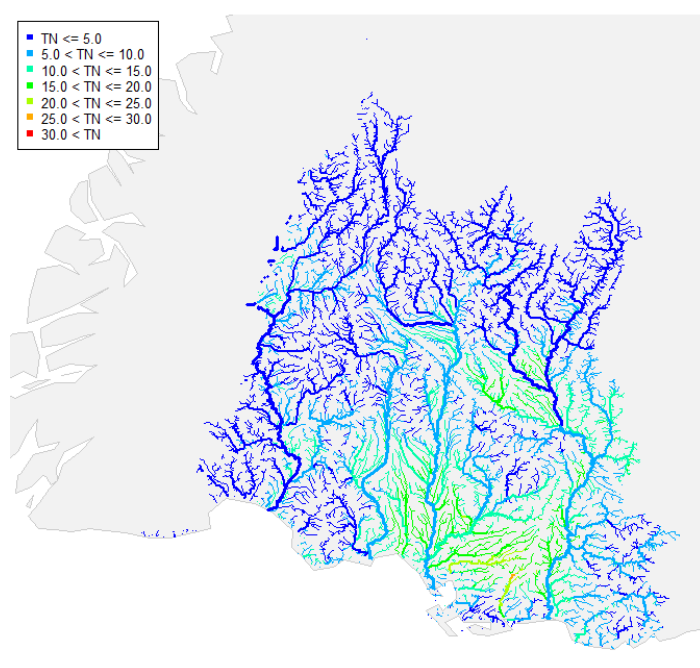 TN <= 5.0
5.0 < TN <= 10.0
10.0 < TN <= 15.0
15.0 < TN <= 20.0
20.0 < TN <= 25.0
25.0 < TN <= 30.0
30.0 < TN